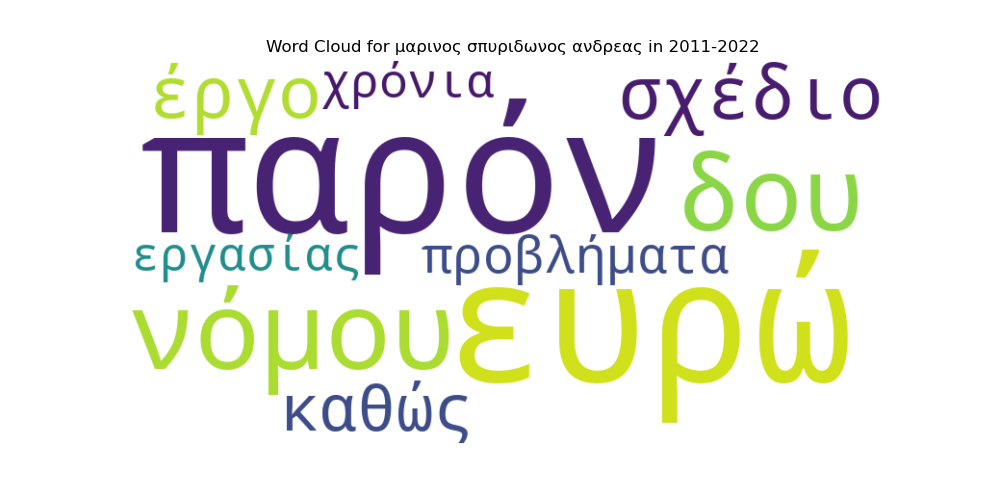 Word Cloud for μαρινος σπυριδωνος ανδρεας in 2011-2022
έργο χρόνια σχέδιο
παρόν δου
εργασίας προβλήματα
νόμου ευρώ
καθώς